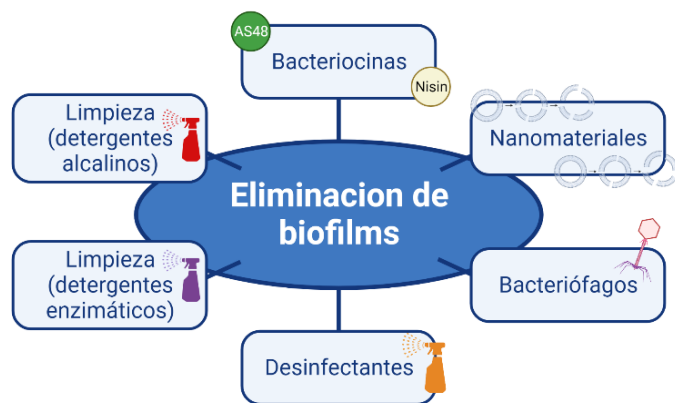 AS48
Bacteriocinas
Nisin
Limpieza
(detergentes
alcalinos)
Nanomateriales
Eliminacion de
biofilms
Limpieza
(detergentes
enzimáticos)
Bacteriófagos
Desinfectantes